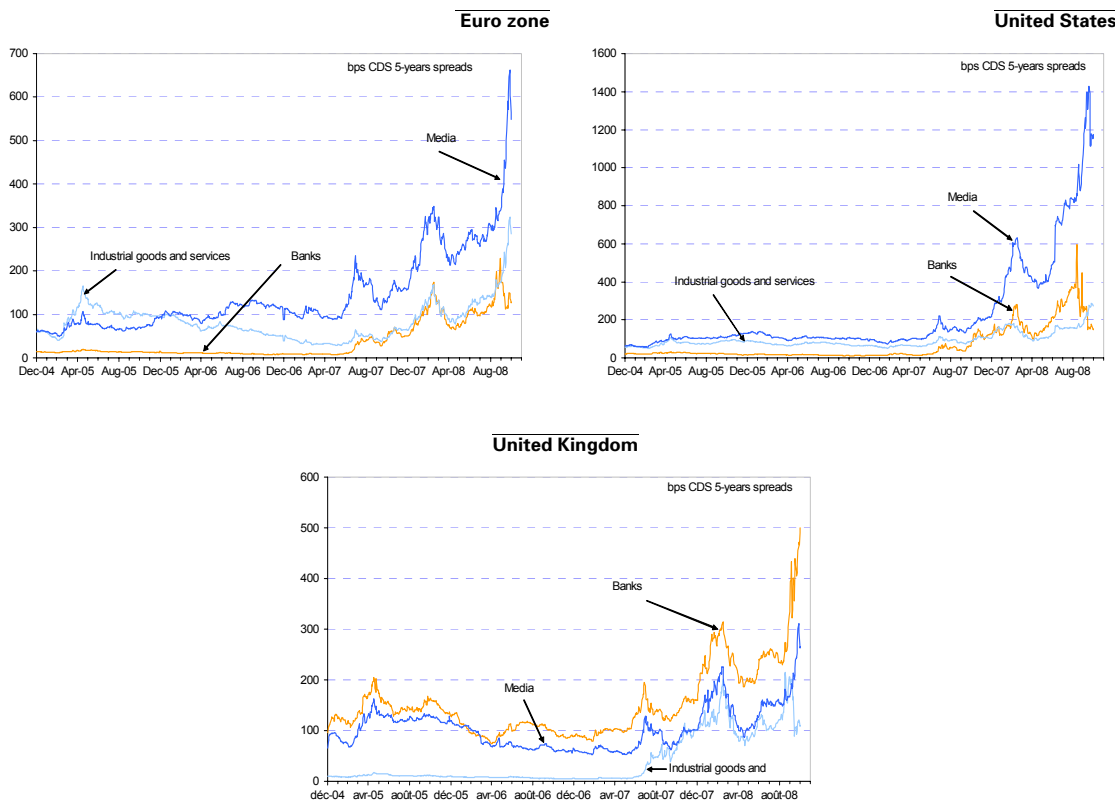 Euro zone
700
600
500
400
300
200
100
0
bps CDS 5-years spreads
Media
Industrial goods and services
Banks
Dec-04 Apr-05 Aug-05 Dec-05 Apr-06 Aug-06 Dec-06 Apr-07 Aug-07 Dec-07 Apr-08 Aug-08
United States
1600
1400
1200
1000
800
600
400
200
0
bps CDS 5-years spreads
Media
Banks
Industrial goods and services
Dec-04 Apr-05 Aug-05 Dec-05 Apr-06 Aug-06 Dec-06 Apr-07 Aug-07 Dec-07 Apr-08 Aug-08
United Kingdom
600
500
400
300
200
100
0
bps CDS 5-years spreads
Banks
Media
Industrial goods and
déc-04 avr-05 août-05 déc-05 avr-06 août-06 déc-06 avr-07 août-07 déc-07 avr-08 août-08